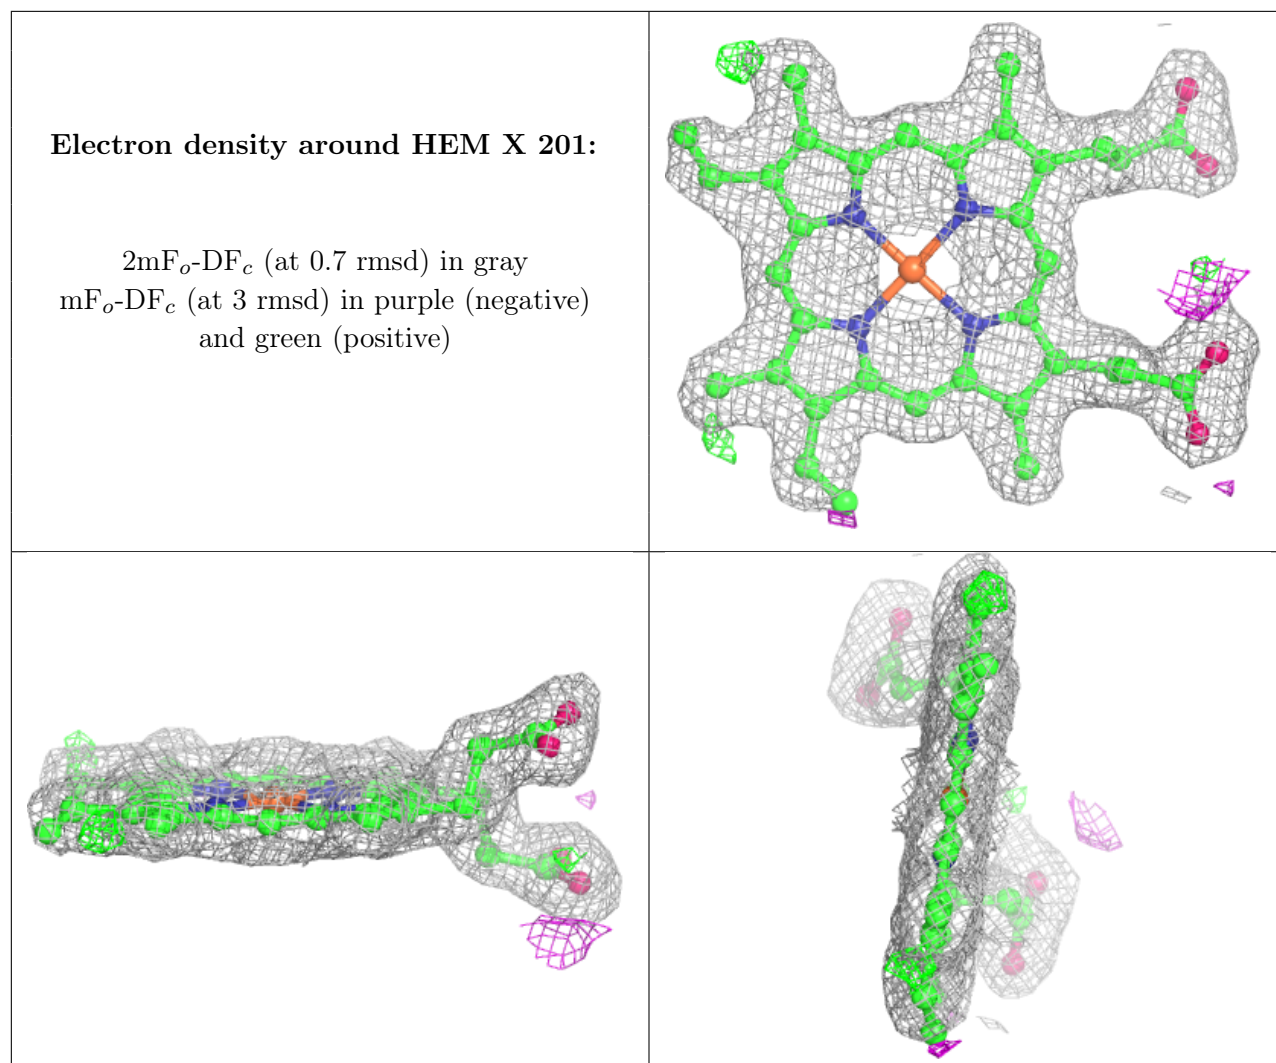 Electron density around HEM X 201:
2mFₒ-DF𝒸 (at 0.7 rmsd) in gray
mFₒ-DF𝒸 (at 3 rmsd) in purple (negative)
and green (positive)